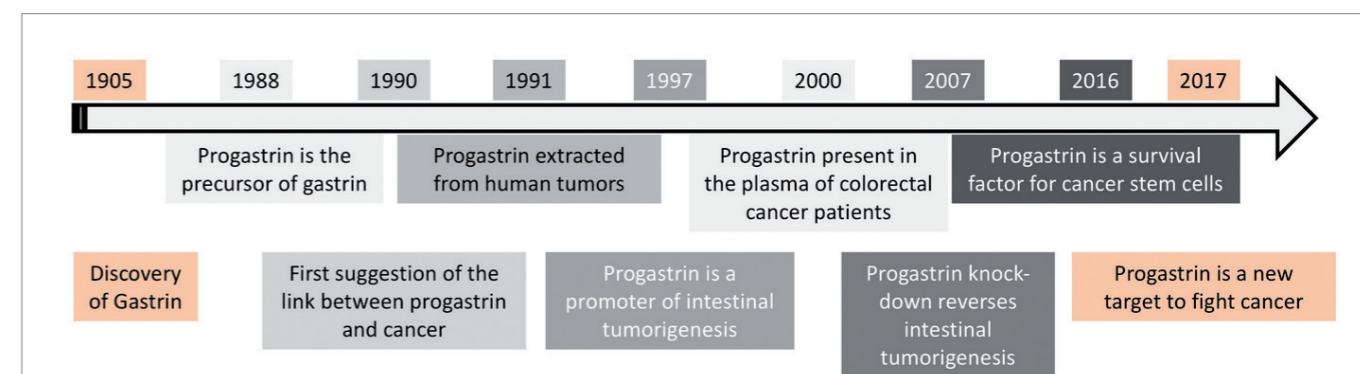 1905
1988
1990
1991
1997
2000
2007
2016
2017
Progastrin is the
precursor of gastrin
Progastrin extracted
from human tumors
Progastrin present in
the plasma of colorectal
cancer patients
Progastrin is a survival
factor for cancer stem cells
Discovery
of Gastrin
First suggestion of the
link between progastrin
and cancer
Progastrin is a
promoter of intestinal
tumorigenesis
Progastrin knock-
down reverses
intestinal
tumorigenesis
Progastrin is a new
target to fight cancer